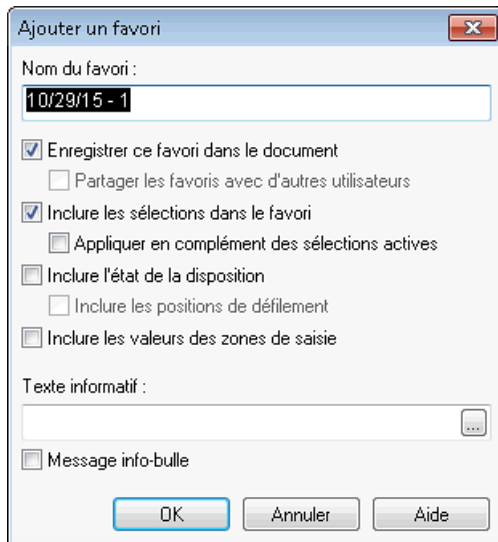 Ajouter un favori
Nom du favori :
10/29/15 - 1
Enregistrer ce favori dans le document
Partager les favoris avec d'autres utilisateurs
Inclure les sélections dans le favori
Appliquer en complément des sélections actives
Inclure l'état de la disposition
Inclure les positions de défilement
Inclure les valeurs des zones de saisie
Texte informatif :
...
Message info-bulle
OK Annuler Aide